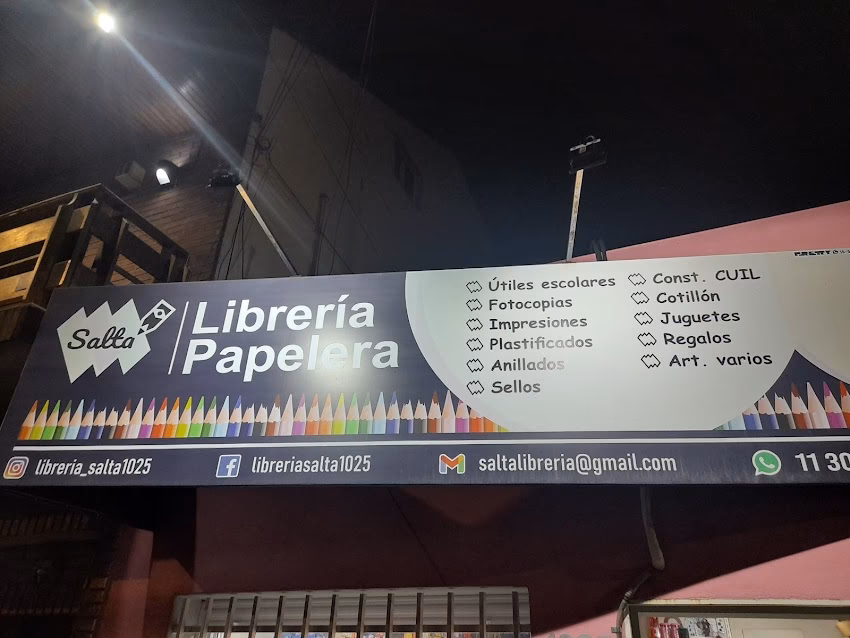 Salta
Librería
Papelera
Útiles escolares
Fotocopias
Impresiones
Plastificados
Anillados
Sellos
Const. CUIL
Cotillón
Juguetes
Regalos
Art. varios
libreria_salta1025
libreriasalta1025
saltalibreria@gmail.com
11 30